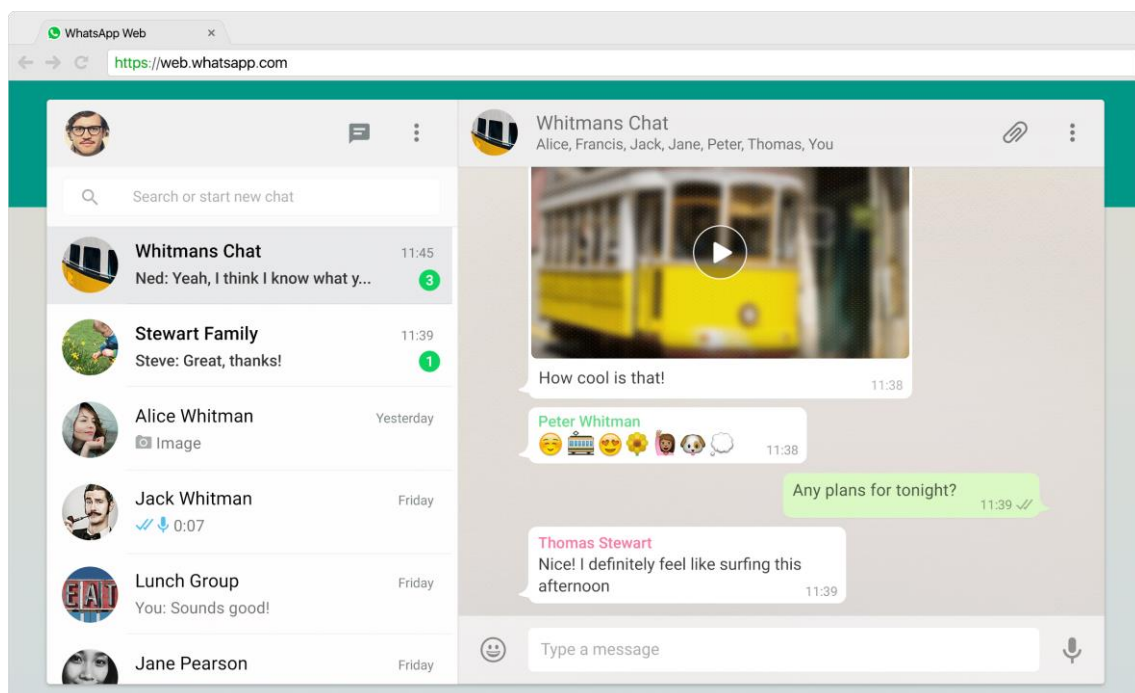 WhatsApp Web
https://web.whatsapp.com
Search or start new chat
Whitmans Chat
11:45
Ned: Yeah, I think I know what y...
3
Stewart Family
11:39
Steve: Great, thanks!
1
Alice Whitman
Yesterday
Image
Jack Whitman
Friday
0:07
Lunch Group
Friday
You: Sounds good!
EAT
Jane Pearson
Friday
Whitmans Chat
Alice, Francis, Jack, Jane, Peter, Thomas, You
How cool is that!
11:38
Peter Whitman
11:38
Any plans for tonight?
11:39
Thomas Stewart
Nice! I definitely feel like surfing this
afternoon
11:39
Type a message